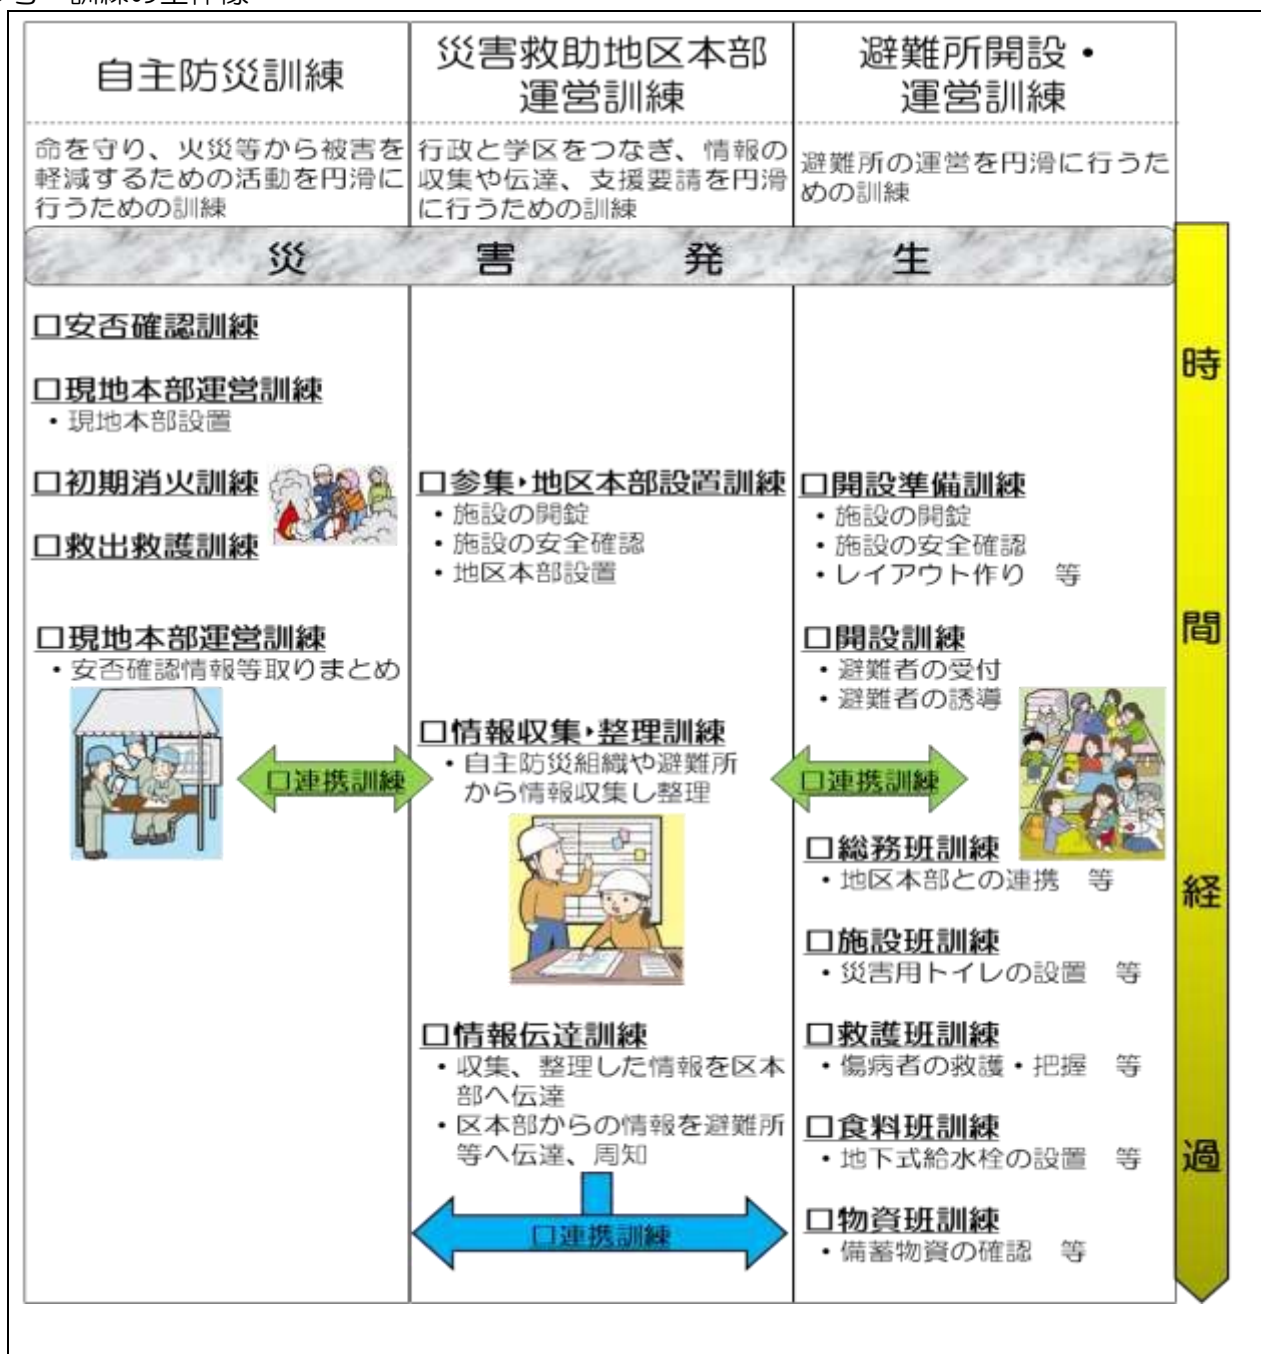 訓練の全体像
自主防災訓練
命を守り、火災等から被害を
軽減するための活動を円滑に
行うための訓練
災害救助地区本部
運営訓練
行政と学区をつなぎ、情報の
収集や伝達、支援要請を円滑
に行うための訓練
避難所開設・
運営訓練
避難所の運営を円滑に行うた
めの訓練
災害発生
□安否確認訓練
□現地本部運営訓練
・現地本部設置
□初期消火訓練
□救出救護訓練
□現地本部運営訓練
・安否確認情報等取りまとめ
□連携訓練
□参集・地区本部設置訓練
・施設の開錠
・施設の安全確認
・地区本部設置
□情報収集・整理訓練
・自主防災組織や避難所
から情報収集し整理
□情報伝達訓練
・収集、整理した情報を区本
部へ伝達
・区本部からの情報を避難所
等へ伝達、周知
□連携訓練
□開設準備訓練
・施設の開錠
・施設の安全確認
・レイアウト作り　等
□開設訓練
・避難者の受付
・避難者の誘導
□連携訓練
□総務班訓練
・地区本部との連携　等
□施設班訓練
・災害用トイレの設置　等
□救護班訓練
・傷病者の救護・把握　等
□食料班訓練
・地下式給水栓の設置　等
□物資班訓練
・備蓄物資の確認　等
時間経過